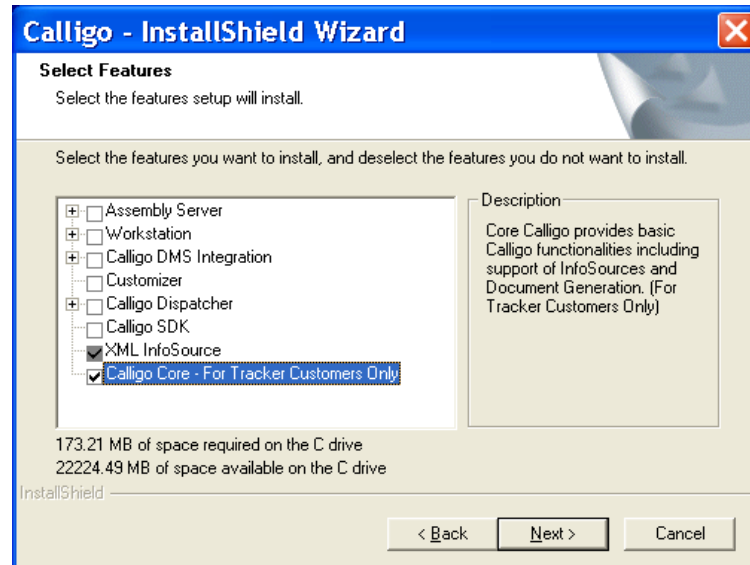 Calligo - InstallShield Wizard
Select Features
Select the features setup will install.
Select the features you want to install, and deselect the features you do not want to install.
Assembly Server
Workstation
Calligo DMS Integration
Customizer
Calligo Dispatcher
Calligo SDK
XML InfoSource
Calligo Core - For Tracker Customers Only
Description
Core Calligo provides basic
Calligo functionalities including
support of InfoSources and
Document Generation. (For
Tracker Customers Only)
173.21 MB of space required on the C drive
22224.49 MB of space available on the C drive
InstallShield
< Back
Next >
Cancel